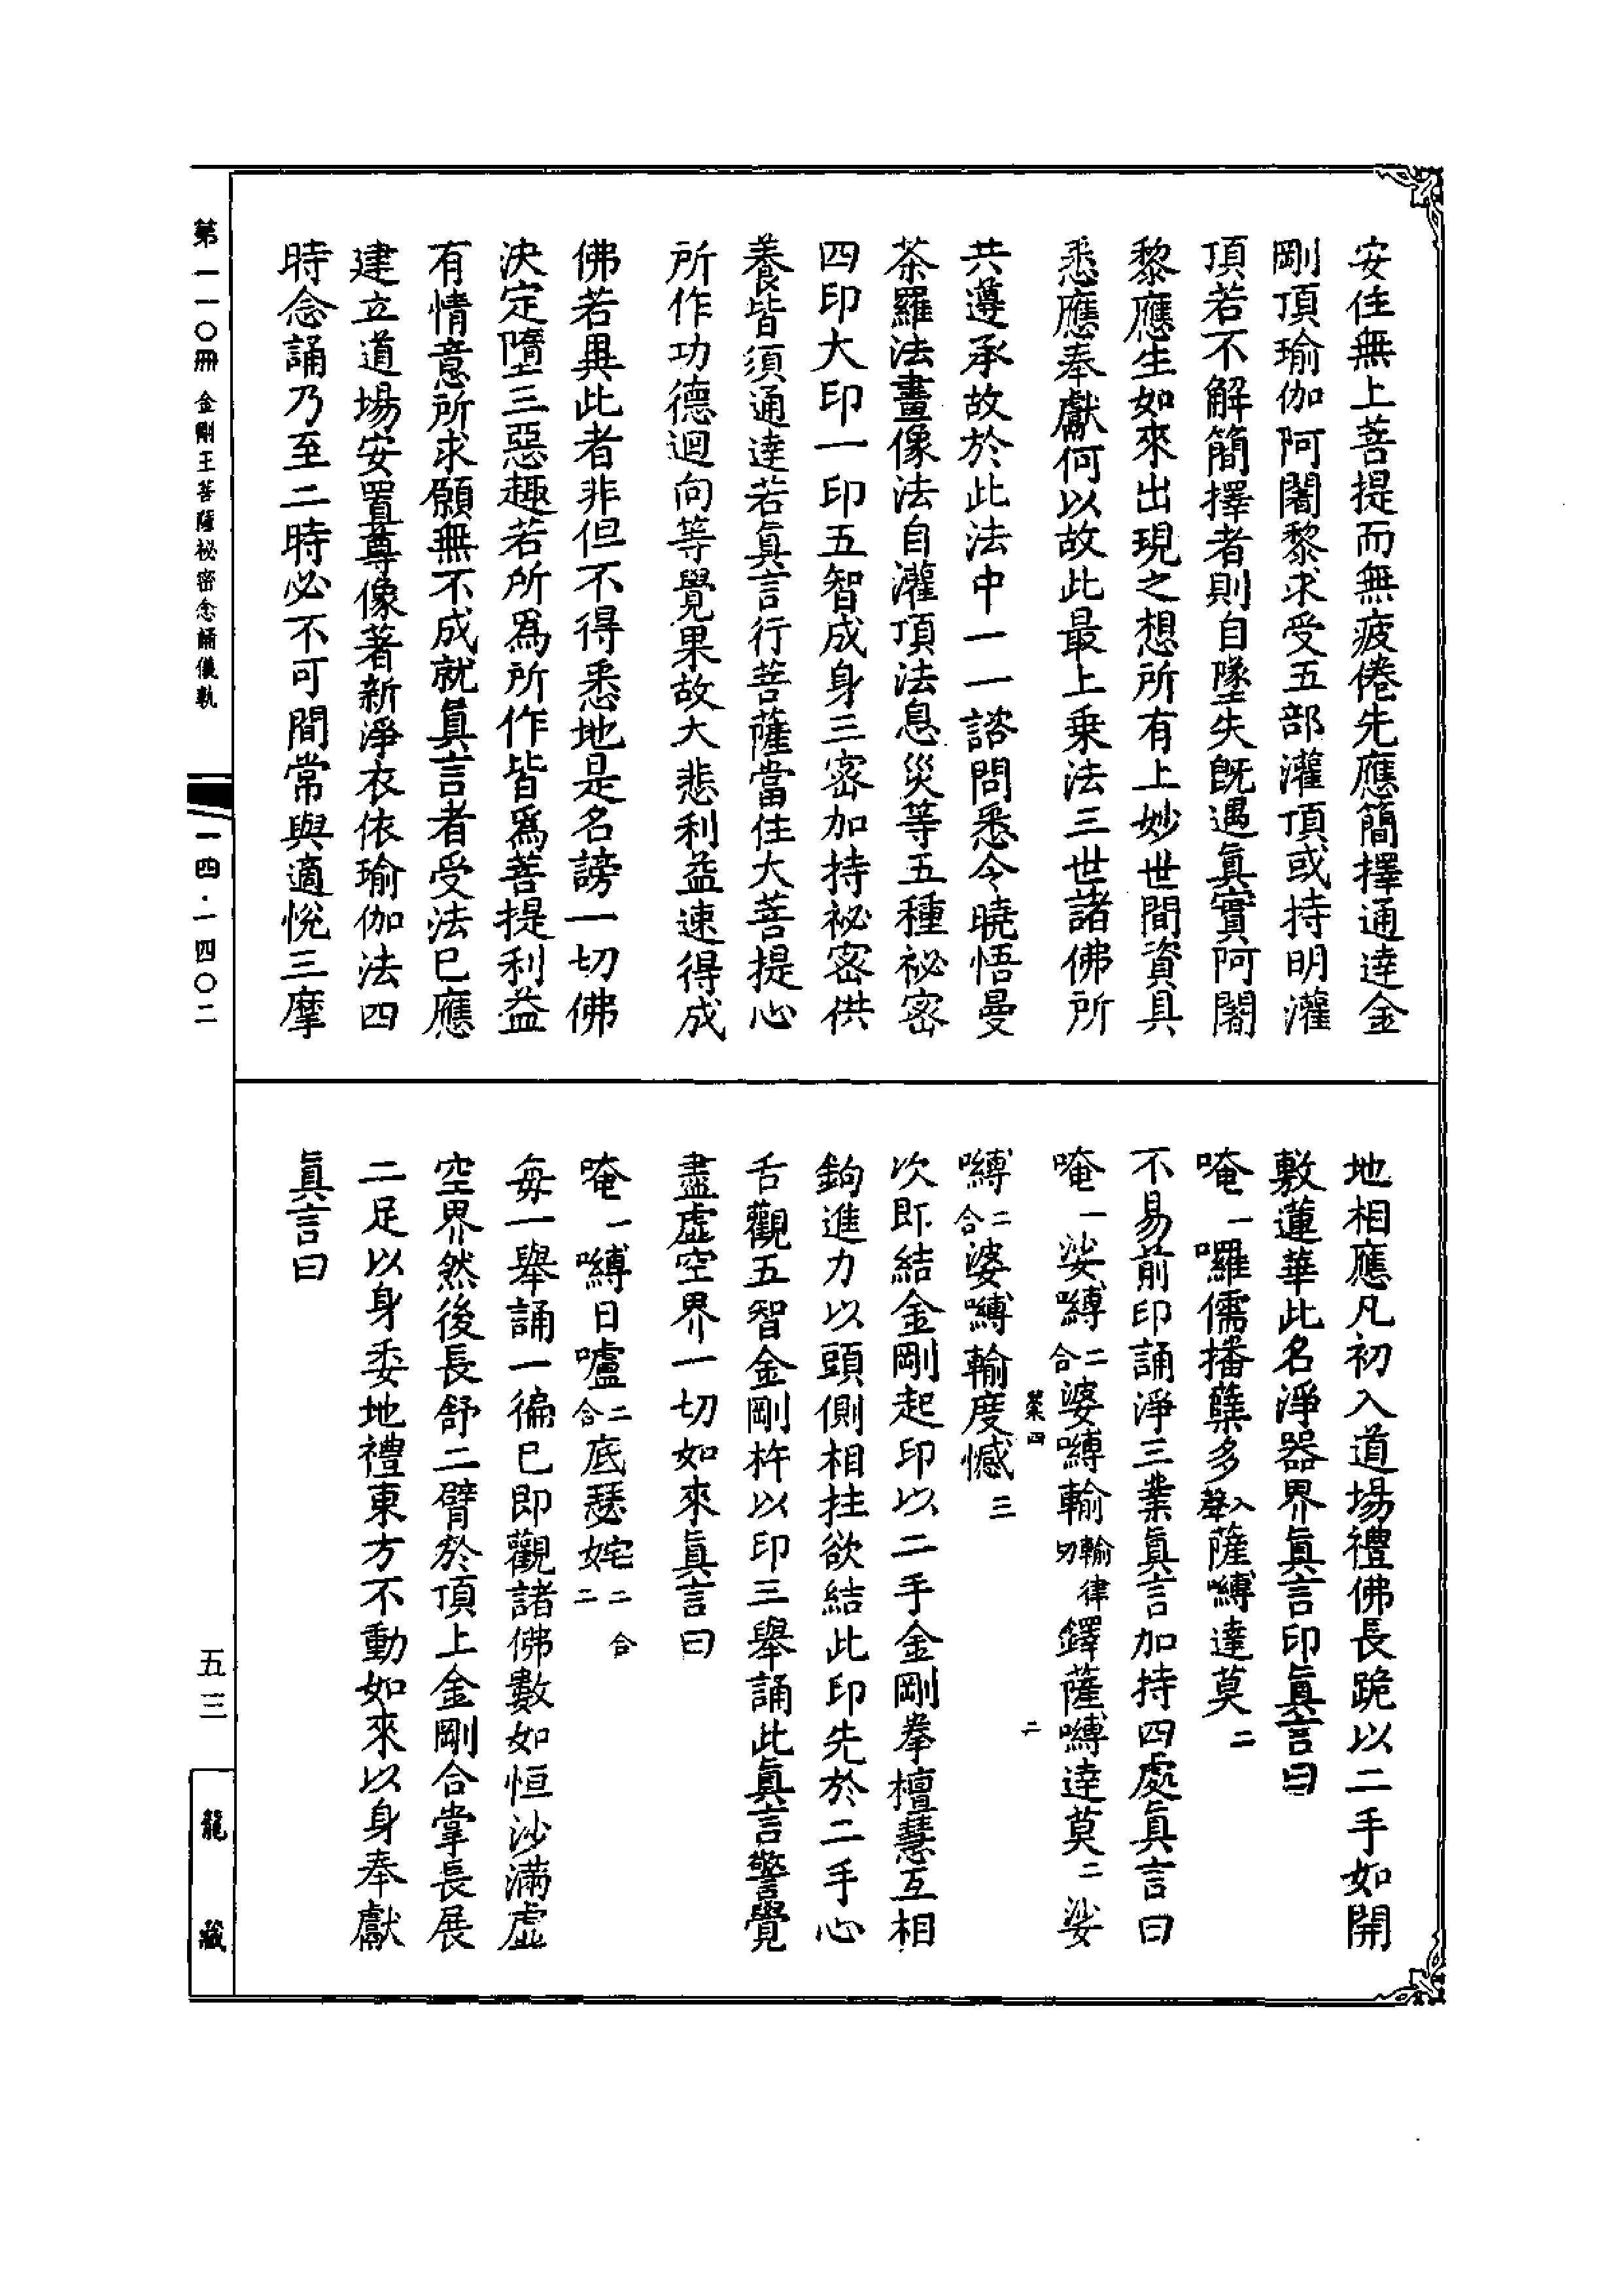 安住無上菩提而無疲倦先應簡擇通達金
剛頂瑜伽阿闍黎求受五部灌頂或持明灌
頂若不解簡擇者則自墜失既遇眞實阿闍
黎應生如來出現之想所有上妙世間資具
悉應奉獻何以故此最上乗法三世諸佛所
共遵承故於此法中一一諮問悉令曉悟曼
茶羅法畫像法自灌頂法息災等五種祕密
四印大印一印五智成身三密加持祕密供
養皆須通達若眞言行菩薩當住大菩提心
所作功德迴向等覺果故大悲利益速得成
佛若異此者非但不得悉地是名謗一切佛
決定墮三惡趣若所爲所作皆爲菩提利益
有情意所求願無不成就眞言者受法已應
建立道場安置尊像著新淨衣依瑜伽法四
時念誦乃至二時必不可間常與適悅三摩
地相應凡初入道場禮佛長跪以二手如開
敷蓮華此名淨器界眞言印眞言曰
唵一囉儒播蘖多入聲薩嚩達莫二
不易前印誦淨三業眞言加持四處眞言曰
唵一娑嚩二合婆嚩輸輸律切鐸薩嚩達莫二娑
嚩二合婆嚩輸度憾三
次即結金剛起印以二手金剛拳檀慧互相
鉤進力以頭側相拄欲結此印先於二手心
舌觀五智金剛杵以印三舉誦此眞言警覺
盡虛空界一切如來眞言曰
唵一嚩日嚧二合底瑟姹二合二
每一舉誦一徧已即觀諸佛數如恒沙滿虛
空界然後長舒二臂於頂上金剛合掌長展
二足以身委地禮東方不動如來以身奉獻
眞言曰
第一一〇冊 金剛王菩薩祕密念誦儀軌
一四·一四〇二
五三
龍藏